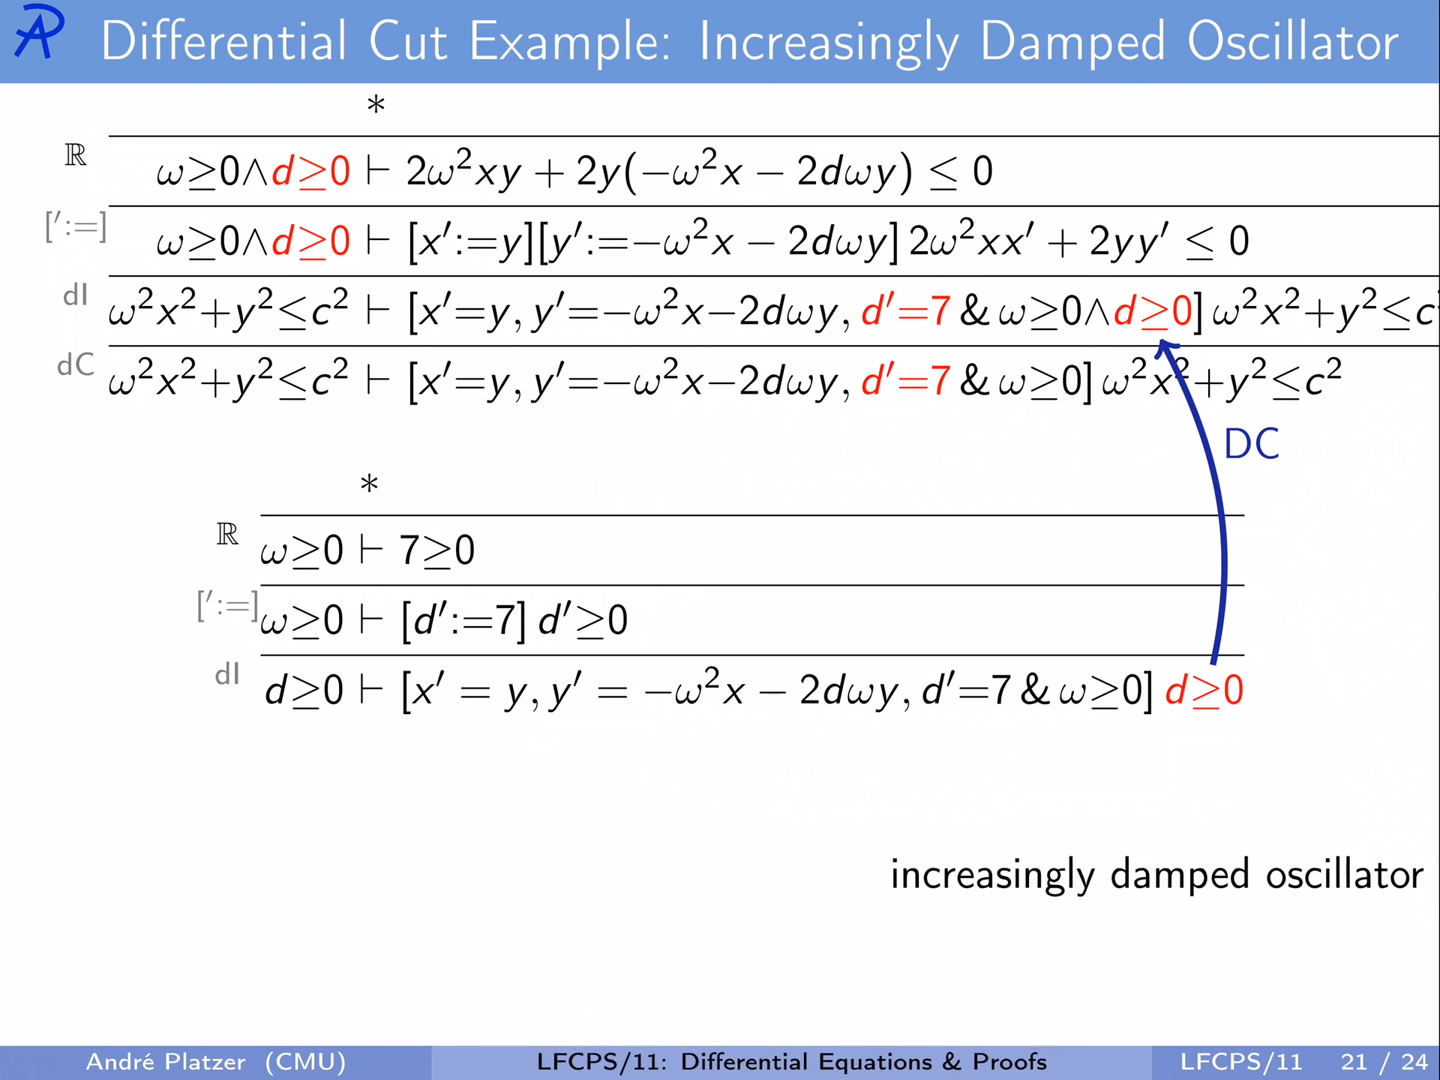 Differential Cut Example: Increasingly Damped Oscillator
*
ℝ ω≥0∧d≥0 ⊢ 2ω²xy + 2y(−ω²x − 2dωy) ≤ 0
[′:=] ω≥0∧d≥0 ⊢ [x′:=y][y′:=−ω²x − 2dωy] 2ω²xx′ + 2yy′ ≤ 0
dI ω²x²+y²≤c² ⊢ [x′=y, y′=−ω²x−2dωy, d′=7 & ω≥0∧d≥0] ω²x²+y²≤c²
dC ω²x²+y²≤c² ⊢ [x′=y, y′=−ω²x−2dωy, d′=7 & ω≥0] ω²x²+y²≤c²
DC
*
ℝ ω≥0 ⊢ 7≥0
[′:=] ω≥0 ⊢ [d′:=7] d′≥0
dI d≥0 ⊢ [x′ = y, y′ = −ω²x − 2dωy, d′=7 & ω≥0] d≥0
increasingly damped oscillator
André Platzer (CMU) LFCPS/11: Differential Equations & Proofs LFCPS/11 21 / 24